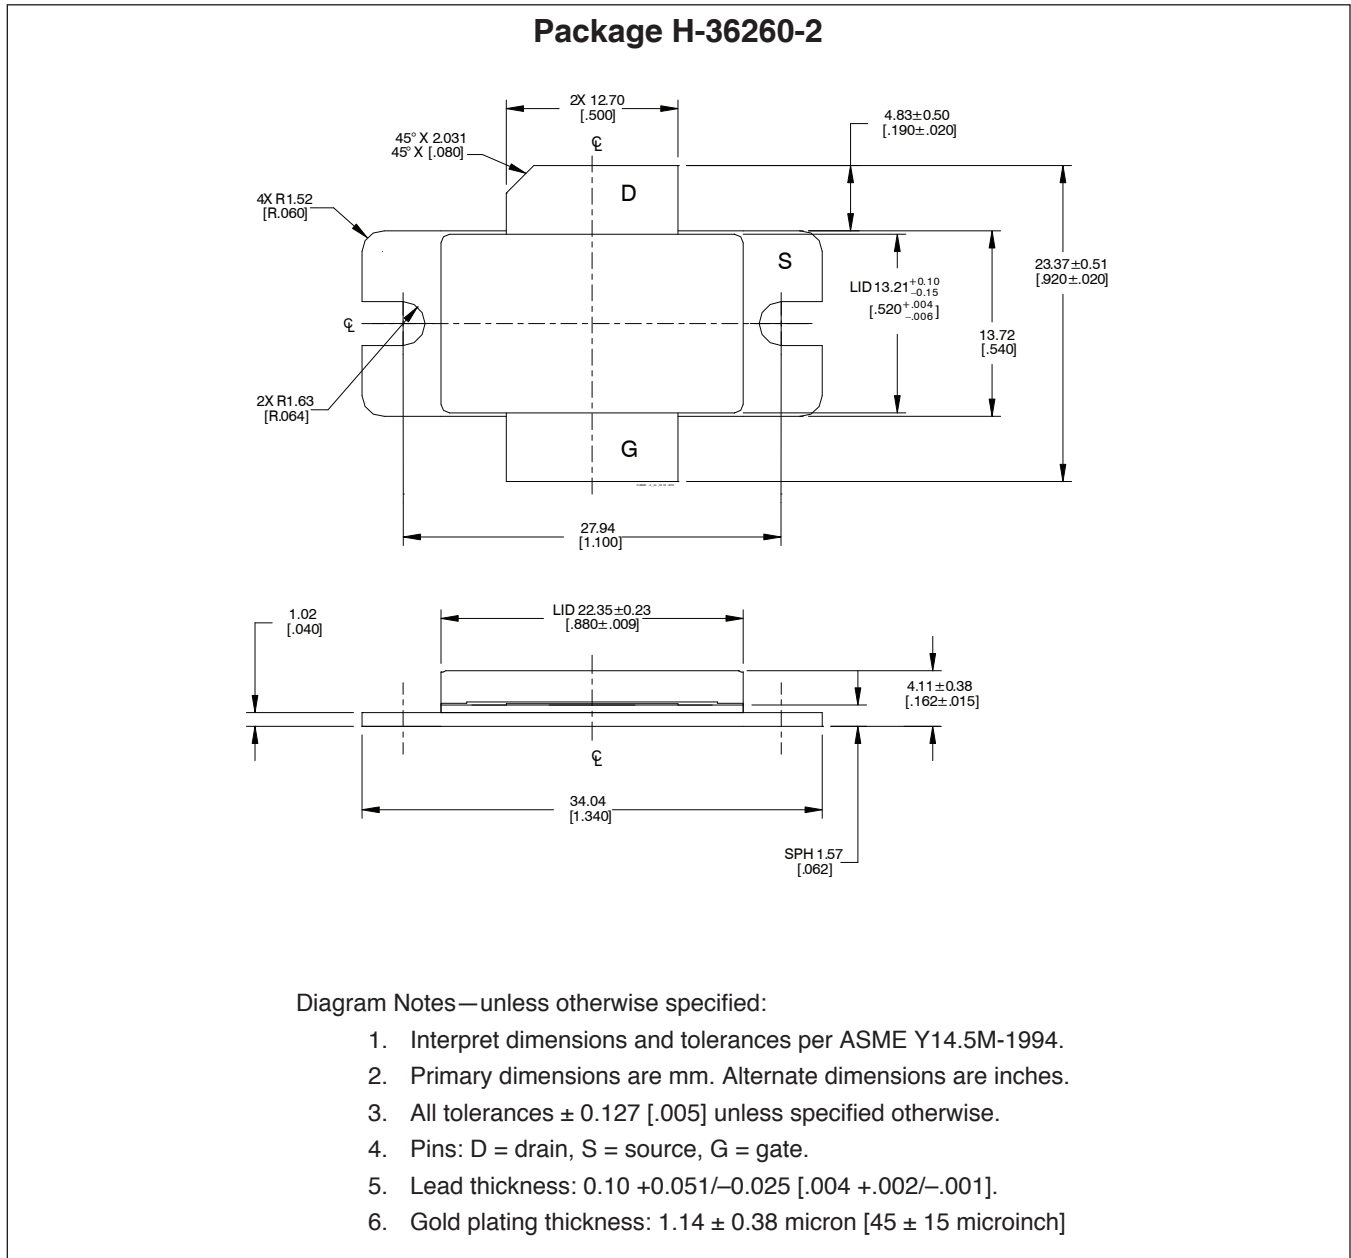 Package H-36260-2
2X 12.70
[.500]
4.83±0.50
[.190±.020]
45° X 2.031
45° X [.080]
℄
D
4X R1.52
[R.060]
S
23.37±0.51
[.920±.020]
LID 13.21 +0.10 –0.15
[.520 +.004 –.006 ]
℄
13.72
[.540]
2X R1.63
[R.064]
G
27.94
[1.100]
LID 22.35±0.23
[.880±.009]
1.02
[.040]
4.11±0.38
[.162±.015]
℄
34.04
[1.340]
SPH 1.57
[.062]
Diagram Notes—unless otherwise specified:
1. Interpret dimensions and tolerances per ASME Y14.5M-1994.
2. Primary dimensions are mm. Alternate dimensions are inches.
3. All tolerances ± 0.127 [.005] unless specified otherwise.
4. Pins: D = drain, S = source, G = gate.
5. Lead thickness: 0.10 +0.051/–0.025 [.004 +.002/–.001].
6. Gold plating thickness: 1.14 ± 0.38 micron [45 ± 15 microinch]